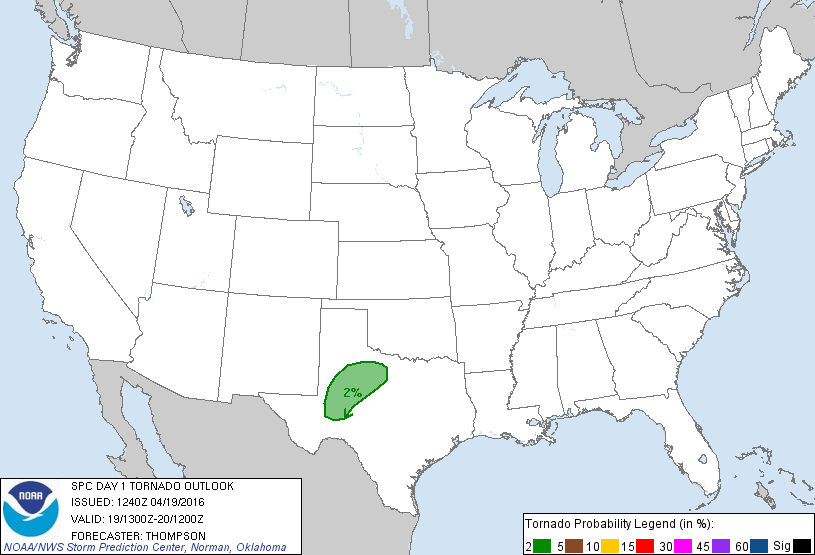 2%
NOAA
SPC DAY 1 TORNADO OUTLOOK
ISSUED: 1240Z 04/19/2016
VALID: 19/1300Z-20/1200Z
FORECASTER: THOMPSON
NOAA/NWS Storm Prediction Center, Norman, Oklahoma
Tornado Probability Legend (in %):
2 5 10 15 30 45 60 Sig